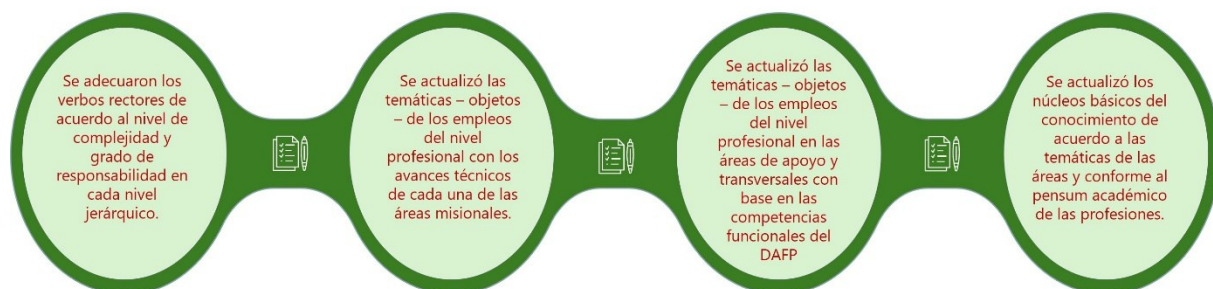 Se adecuaron los
verbos rectores de
acuerdo al nivel de
complejidad y
grado de
responsabilidad en
cada nivel
jerárquico.
Se actualizó las
temáticas – objetos
– de los empleos
del nivel
profesional con los
avances técnicos
de cada una de las
áreas misionales.
Se actualizó las
temáticas – objetos
– de los empleos
del nivel
profesional en las
áreas de apoyo y
transversales con
base en las
competencias
funcionales del
DAFP
Se actualizó los
núcleos básicos del
conocimiento de
acuerdo a las
temáticas de las
áreas y conforme al
pensum académico
de las profesiones.